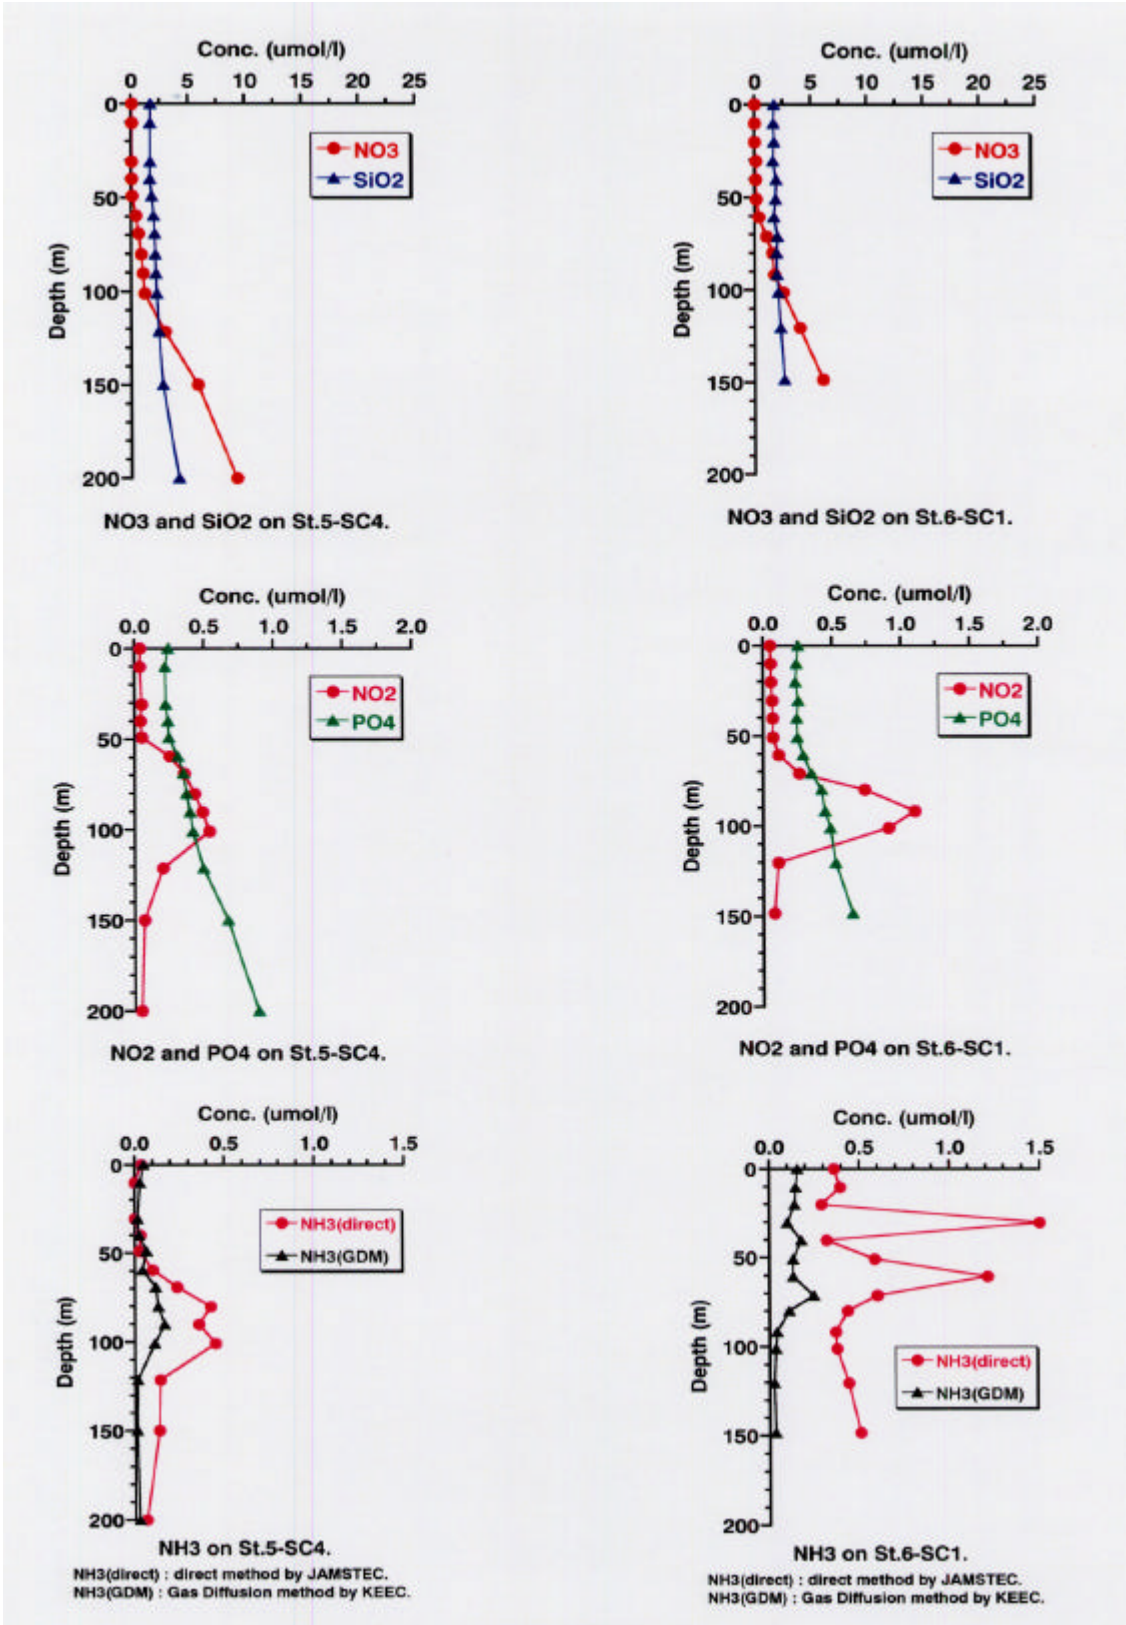 Conc. (umol/l)
0 5 10 15 20 25
0
50
100
150
200
Depth (m)
NO3
SiO2
NO3 and SiO2 on St.5-SC4.
Conc. (umol/l)
0 5 10 15 20 25
0
50
100
150
200
Depth (m)
NO3
SiO2
NO3 and SiO2 on St.6-SC1.
Conc. (umol/l)
0.0 0.5 1.0 1.5 2.0
0
50
100
150
200
Depth (m)
NO2
PO4
NO2 and PO4 on St.5-SC4.
Conc. (umol/l)
0.0 0.5 1.0 1.5 2.0
0
50
100
150
200
Depth (m)
NO2
PO4
NO2 and PO4 on St.6-SC1.
Conc. (umol/l)
0.0 0.5 1.0 1.5
0
50
100
150
200
Depth (m)
NH3(direct)
NH3(GDM)
NH3 on St.5-SC4.
NH3(direct) : direct method by JAMSTEC.
NH3(GDM) : Gas Diffusion method by KEEC.
Conc. (umol/l)
0.0 0.5 1.0 1.5
0
50
100
150
200
Depth (m)
NH3(direct)
NH3(GDM)
NH3 on St.6-SC1.
NH3(direct) : direct method by JAMSTEC.
NH3(GDM) : Gas Diffusion method by KEEC.